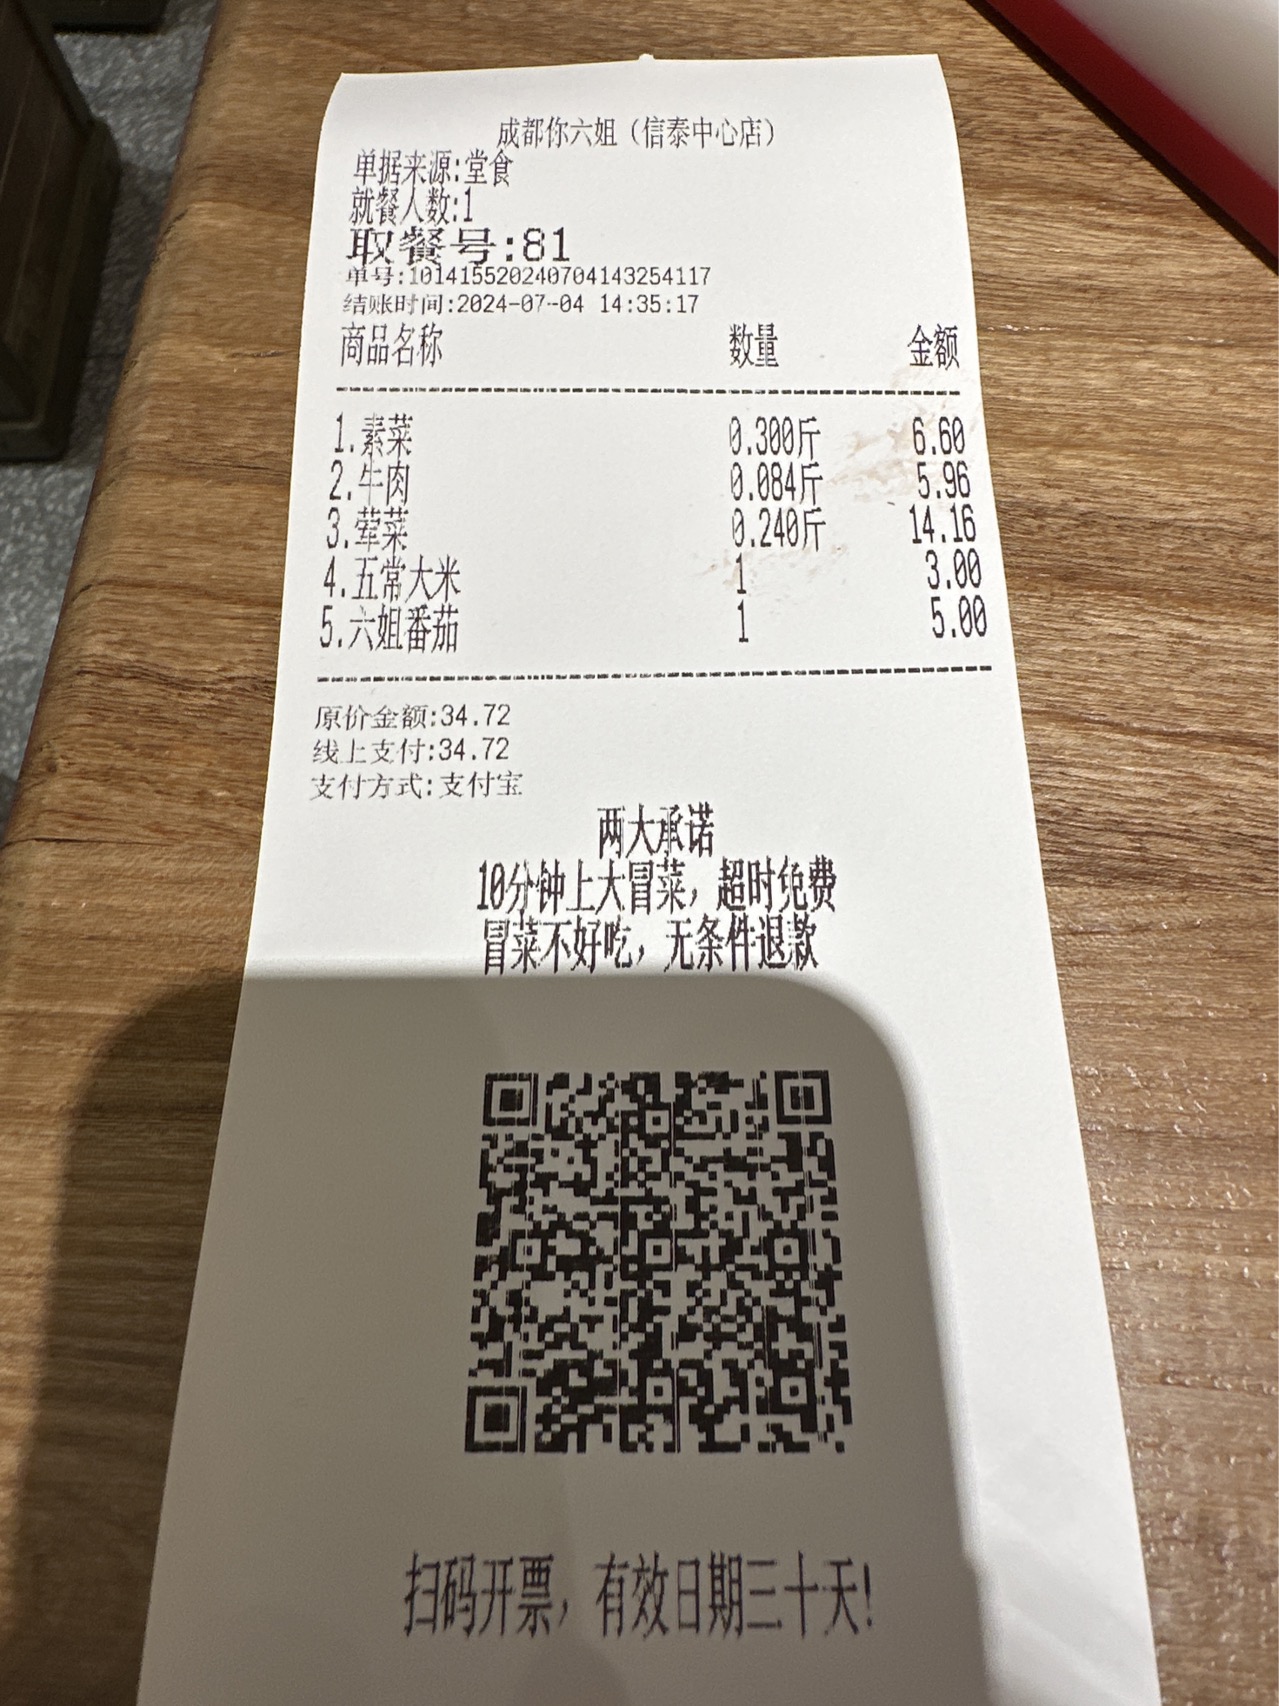 成都你六姐（信泰中心店）
单据来源:堂食
就餐人数:1
取餐号:81
单号:101415520240704143254117
结账时间:2024-07-04 14:35:17
商品名称 数量 金额
1.素菜 0.300斤 6.60
2.牛肉 0.084斤 5.96
3.荤菜 0.240斤 14.16
4.五常大米 1 3.00
5.六姐番茄 1 5.00
原价金额:34.72
线上支付:34.72
支付方式:支付宝
两大承诺
10分钟上大冒菜，超时免费
冒菜不好吃，无条件退款
扫码开票，有效日期三十天!